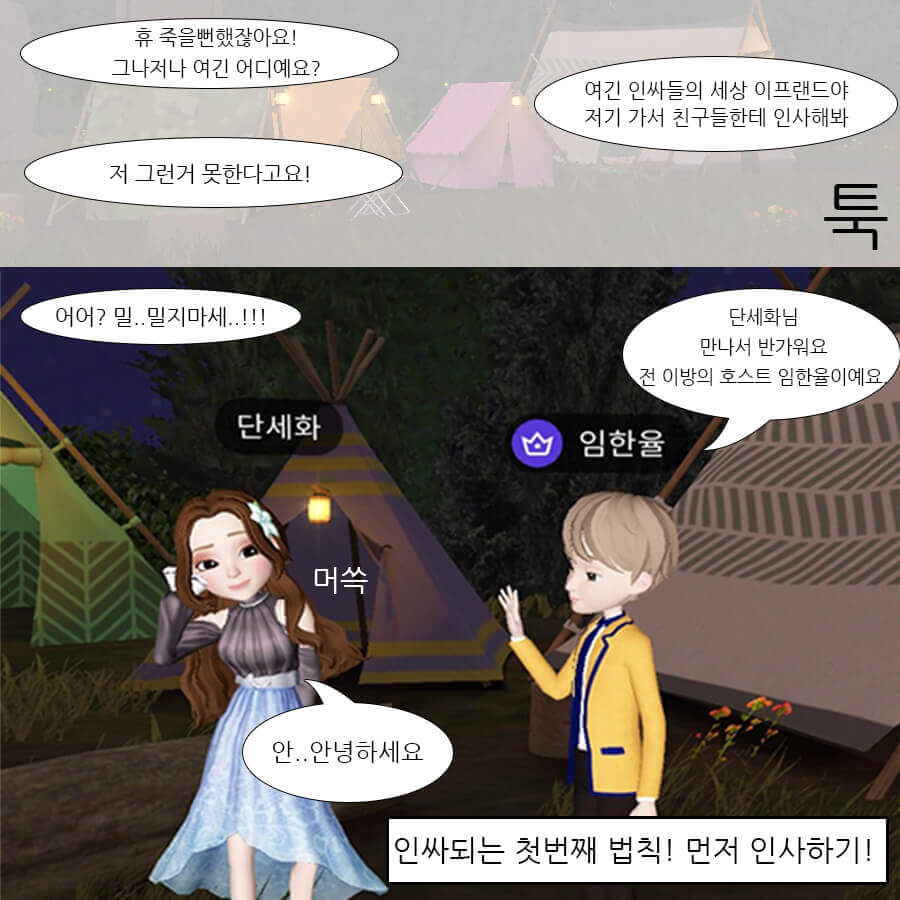 휴 죽을뻔했잖아요!
그나저나 여긴 어디예요?
여긴 인싸들의 세상 이프랜드야
저기 가서 친구들한테 인사해봐
저 그런거 못한다고요!
툭
어어? 밀..밀지마세..!!!
단세화님
만나서 반가워요
전 이방의 호스트 임한율이예요.
단세화
임한율
머쓱
안..안녕하세요
인싸되는 첫번째 법칙! 먼저 인사하기!